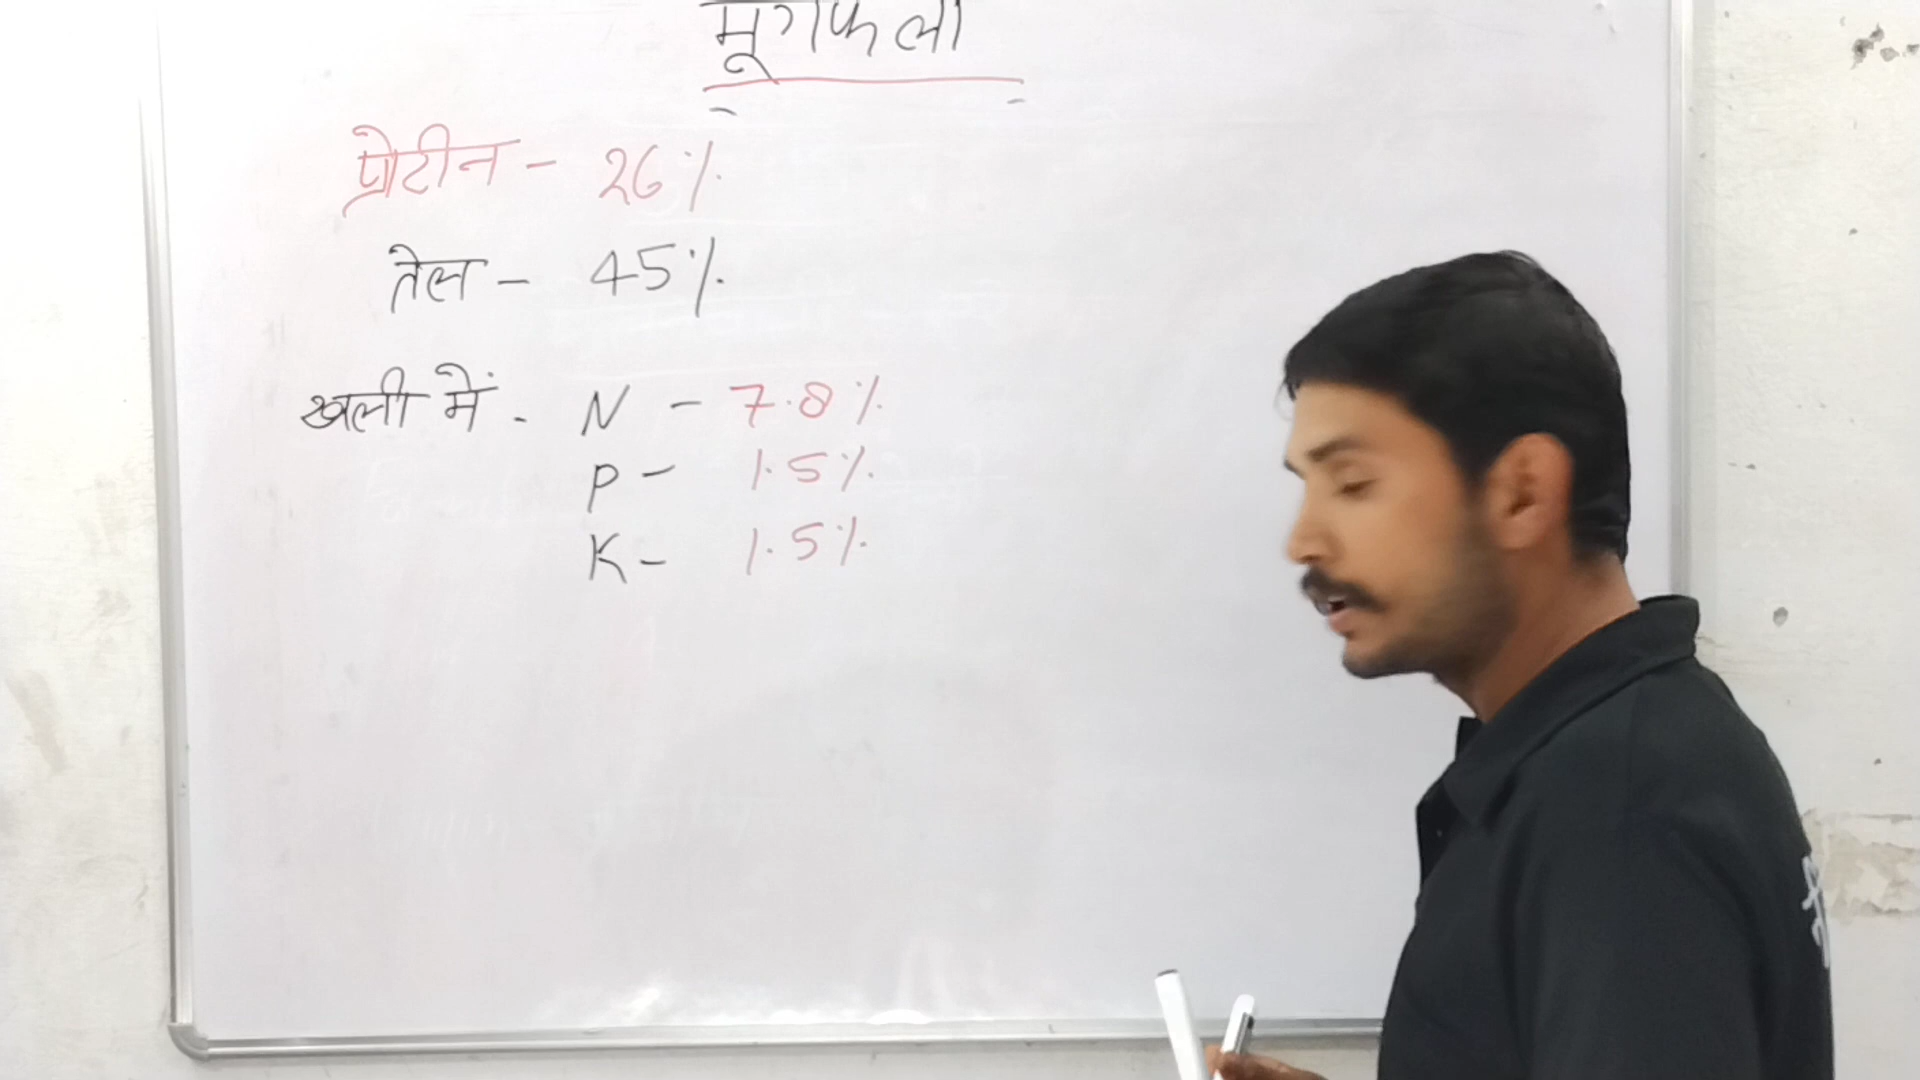 मूगफली
प्रोटीन - 26%
तेल - 45%
खली में - N - 7.8%
P - 1.5%
K - 1.5%